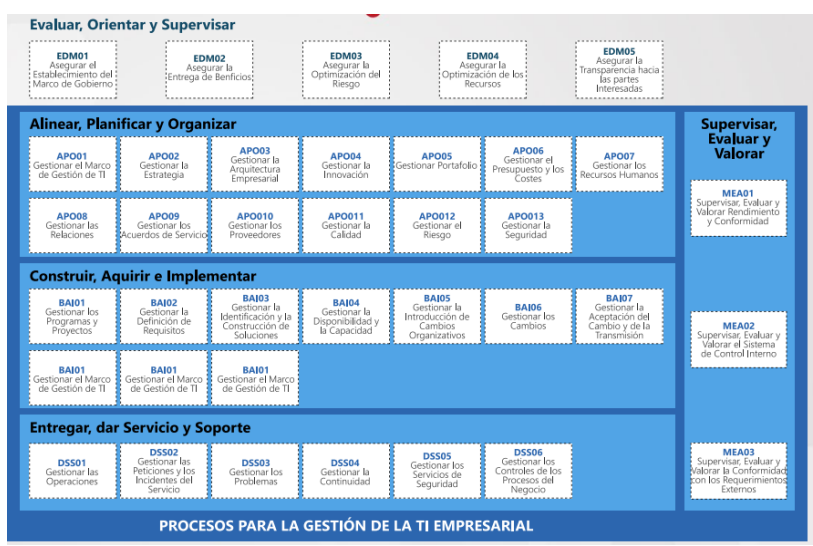 Evaluar, Orientar y Supervisar
EDM01
Asegurar el
Establecimiento del
Marco de Gobierno
EDM02
Asegurar la
Entrega de Benficios
EDM03
Asegurar la
Optimización del
Riesgo
EDM04
Asegurar la
Optimización de los
Recursos
EDM05
Asegurar la
Transparencia hacia
las partes
Interesadas
Alinear, Planificar y Organizar
APO01
Gestionar el Marco
de Gestión de TI
APO02
Gestionar la
Estrategia
APO03
Gestionar la
Arquitectura
Empresarial
APO04
Gestionar la
Innovación
APO05
Gestionar Portafolio
APO06
Gestionar el
Presupuesto y los
Costes
APO07
Gestionar los
Recursos Humanos
APO08
Gestionar las
Relaciones
APO09
Gestionar los
Acuerdos de Servicio
APO010
Gestionar los
Proveedores
APO011
Gestionar la
Calidad
APO012
Gestionar el
Riesgo
APO013
Gestionar la
Seguridad
Construir, Aquirir e Implementar
BAI01
Gestionar los
Programas y
Proyectos
BAI02
Gestionar la
Definición de
Requisitos
BAI03
Gestionar la
Identificación y la
Construcción de
Soluciones
BAI04
Gestionar la
Disponibilidad y
la Capacidad
BAI05
Gestionar la
Introducción de
Cambios
Organizativos
BAI06
Gestionar los
Cambios
BAI07
Gestionar la
Aceptación del
Cambio y de la
Transmisión
BAI01
Gestionar el Marco
de Gestión de TI
BAI01
Gestionar el Marco
de Gestión de TI
BAI01
Gestionar el Marco
de Gestión de TI
Entregar, dar Servicio y Soporte
DSS01
Gestionar las
Operaciones
DSS02
Gestionar las
Peticiones y los
Incidentes del
Servicio
DSS03
Gestionar los
Problemas
DSS04
Gestionar la
Continuidad
DSS05
Gestionar los
Servicios de
Seguridad
DSS06
Gestionar los
Controles de los
Procesos del
Negocio
Supervisar,
Evaluar y
Valorar
MEA01
Supervisar, Evaluar y
Valorar Rendimiento
y Conformidad
MEA02
Supervisar, Evaluar y
Valorar el Sistema
de Control Interno
MEA03
Supervisar, Evaluar y
Valorar la Conformidad
con los Requerimientos
Externos
PROCESOS PARA LA GESTIÓN DE LA TI EMPRESARIAL